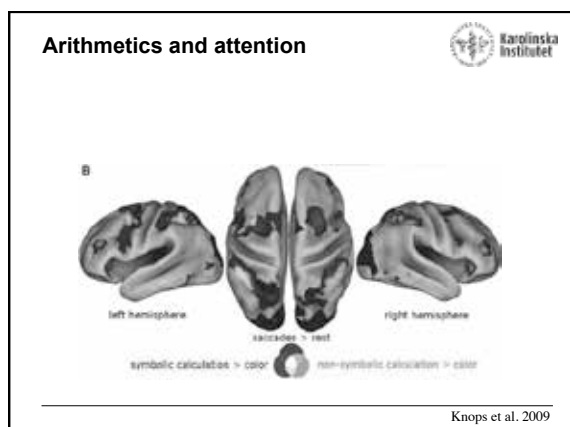 Arithmetics and attention
Karolinska
Institutet
B
left hemisphere
right hemisphere
saccades > rest
symbolic calculation > color
non-symbolic calculation > color
Knops et al. 2009